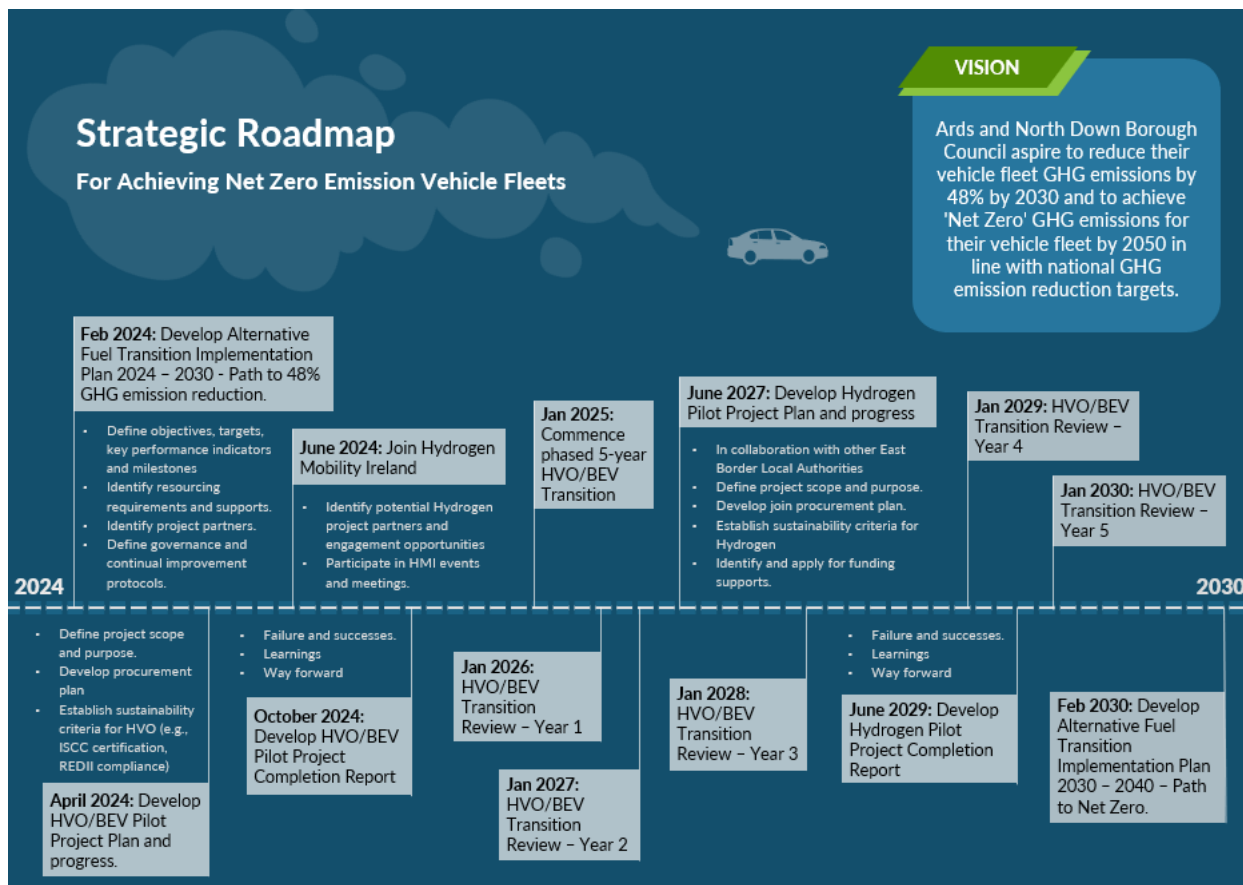 Strategic Roadmap
For Achieving Net Zero Emission Vehicle Fleets
VISION
Ards and North Down Borough
Council aspire to reduce their
vehicle fleet GHG emissions by
48% by 2030 and to achieve
'Net Zero' GHG emissions for
their vehicle fleet by 2050 in
line with national GHG
emission reduction targets.
Feb 2024: Develop Alternative
Fuel Transition Implementation
Plan 2024 – 2030 - Path to 48%
GHG emission reduction.
- Define objectives, targets,
key performance indicators
and milestones
- Identify resourcing
requirements and supports.
- Identify project partners.
- Define governance and
continual improvement
protocols.
June 2024: Join Hydrogen
Mobility Ireland
- Identify potential Hydrogen
project partners and
engagement opportunities
- Participate in HMI events
and meetings.
Jan 2025:
Commence
phased 5-year
HVO/BEV
Transition
June 2027: Develop Hydrogen
Pilot Project Plan and progress
- In collaboration with other East
Border Local Authorities
- Define project scope and purpose.
- Develop join procurement plan.
- Establish sustainability criteria for
Hydrogen
- Identify and apply for funding
supports.
Jan 2029: HVO/BEV
Transition Review –
Year 4
Jan 2030: HVO/BEV
Transition Review –
Year 5
2024
2030
- Define project scope
and purpose.
- Develop procurement
plan
- Establish sustainability
criteria for HVO (e.g.,
ISCC certification,
REDII compliance)
April 2024: Develop
HVO/BEV Pilot
Project Plan and
progress.
- Failure and successes.
- Learnings
- Way forward
October 2024:
Develop HVO/BEV
Pilot Project
Completion Report
Jan 2026:
HVO/BEV
Transition
Review – Year 1
Jan 2027:
HVO/BEV
Transition
Review – Year 2
Jan 2028:
HVO/BEV
Transition
Review – Year 3
- Failure and successes.
- Learnings
- Way forward
June 2029: Develop
Hydrogen Pilot
Project Completion
Report
Feb 2030: Develop
Alternative Fuel
Transition
Implementation Plan
2030 – 2040 – Path
to Net Zero.